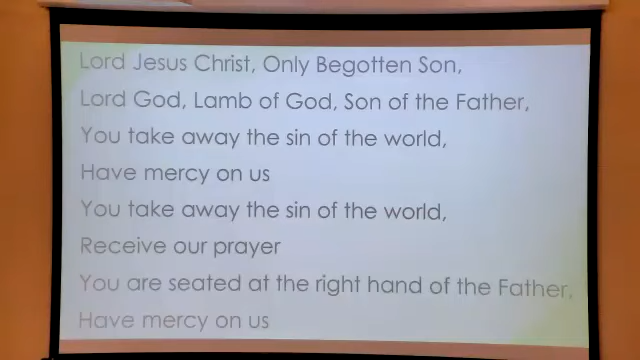 Lord Jesus Christ, Only Begotten Son,
Lord God, Lamb of God, Son of the Father,
You take away the sin of the world,
Have mercy on us
You take away the sin of the world,
Receive our prayer
You are seated at the right hand of the Father,
Have mercy on us